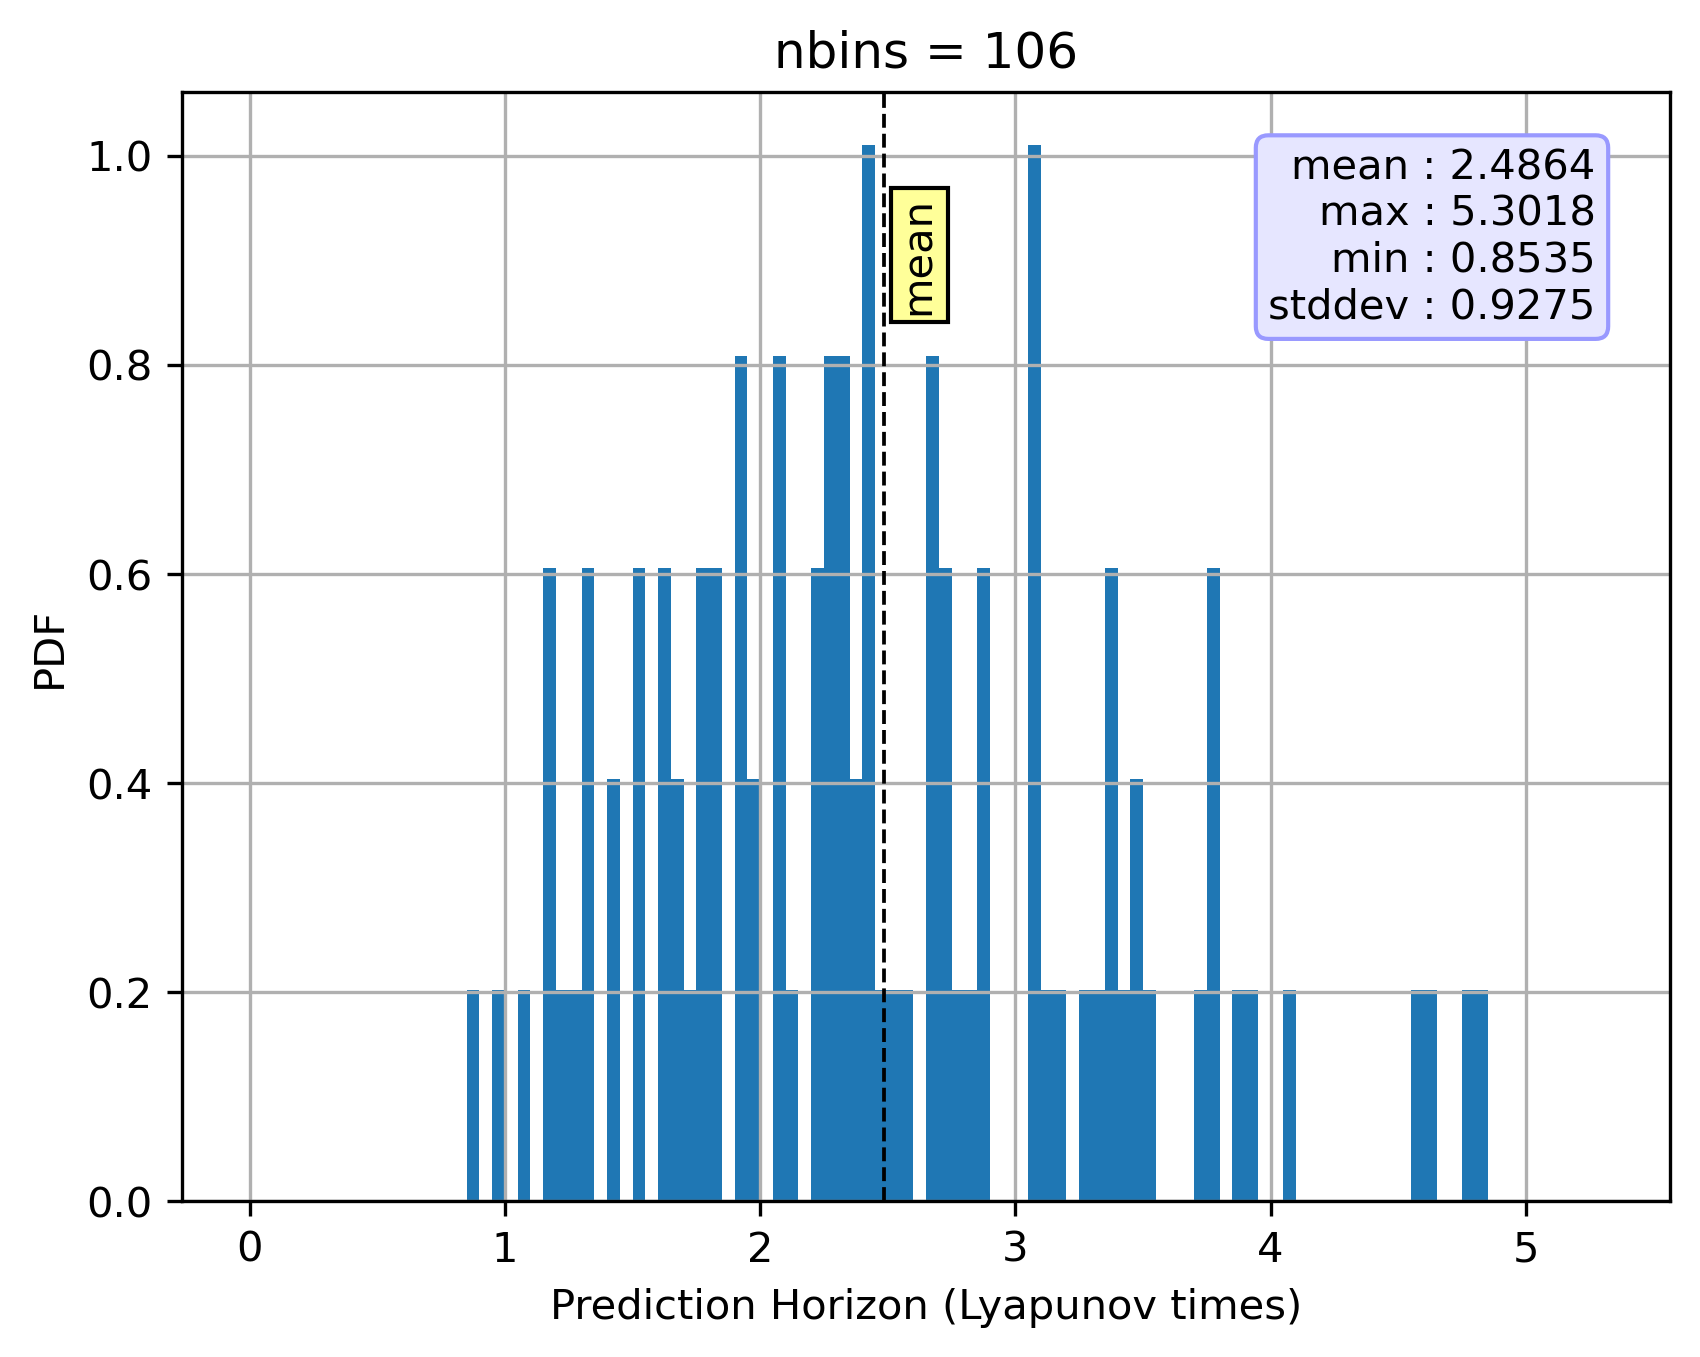 nbins = 106
mean : 2.4864
max : 5.3018
min : 0.8535
stddev : 0.9275
mean
PDF
1.0
0.8
0.6
0.4
0.2
0.0
0 1 2 3 4 5
Prediction Horizon (Lyapunov times)